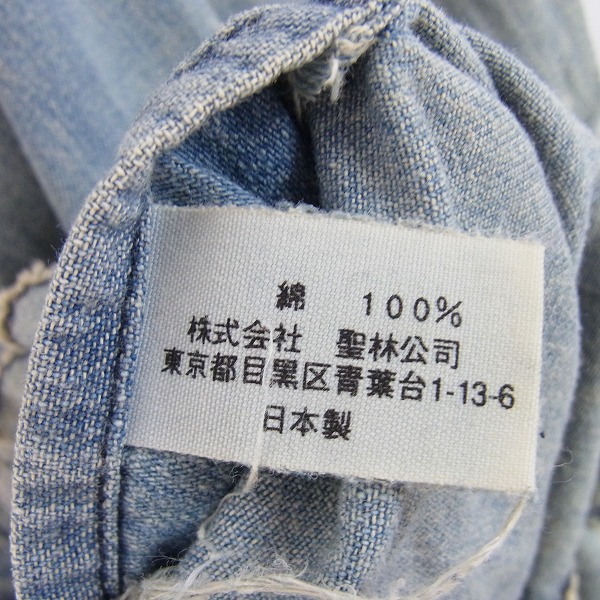 綿 100%
株式会社 聖林公司
東京都目黒区青葉台1-13-6
日本製